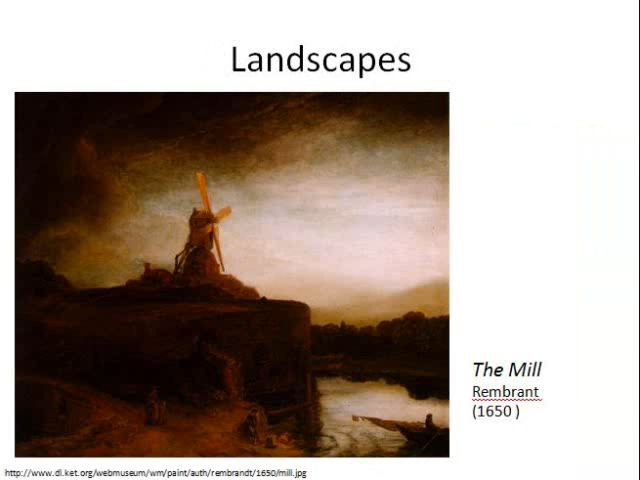 Landscapes
The Mill
Rembrant
(1650 )
http://www.dl.ket.org/webmuseum/wm/paint/auth/rembrandt/1650/mill.jpg